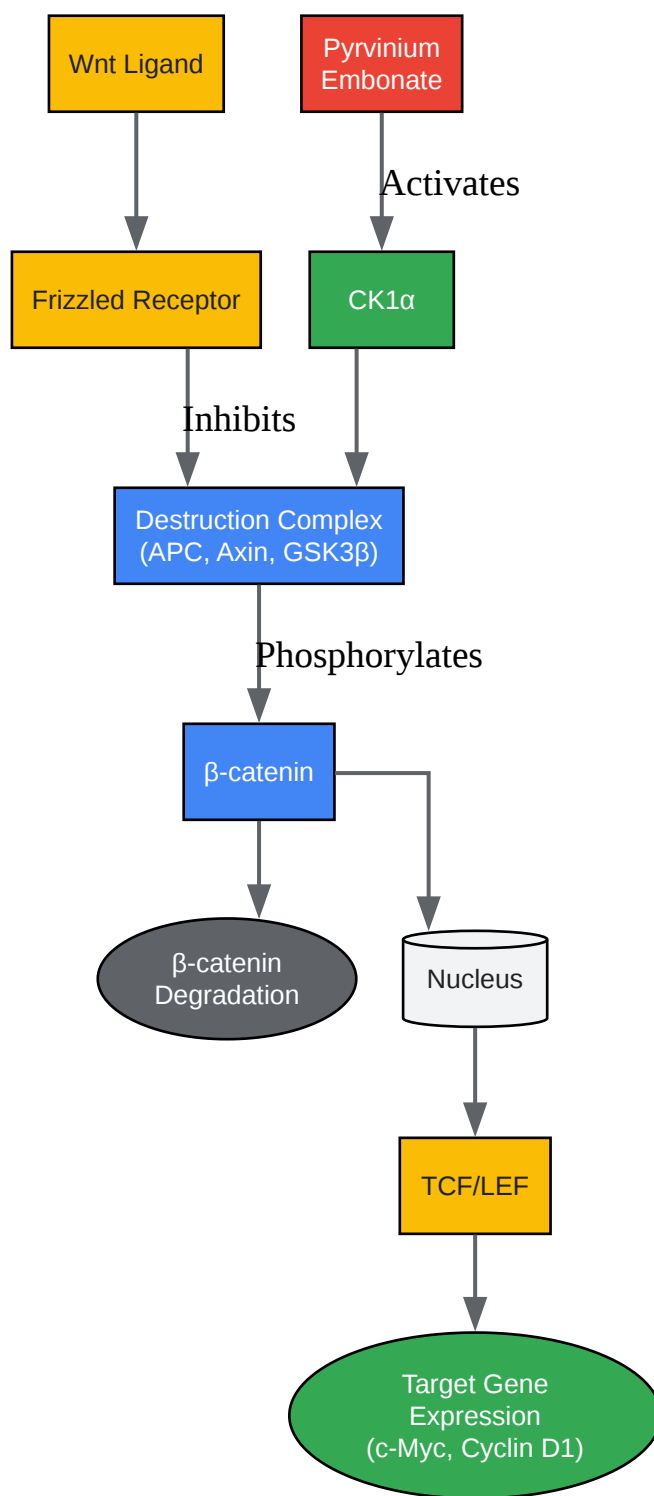 Wnt Ligand
Pyrvinium
Embonate
Activates
Frizzled Receptor
CK1α
Inhibits
Destruction Complex
(APC, Axin, GSK3β)
Phosphorylates
β-catenin
β-catenin
Degradation
Nucleus
TCF/LEF
Target Gene
Expression
(c-Myc, Cyclin D1)